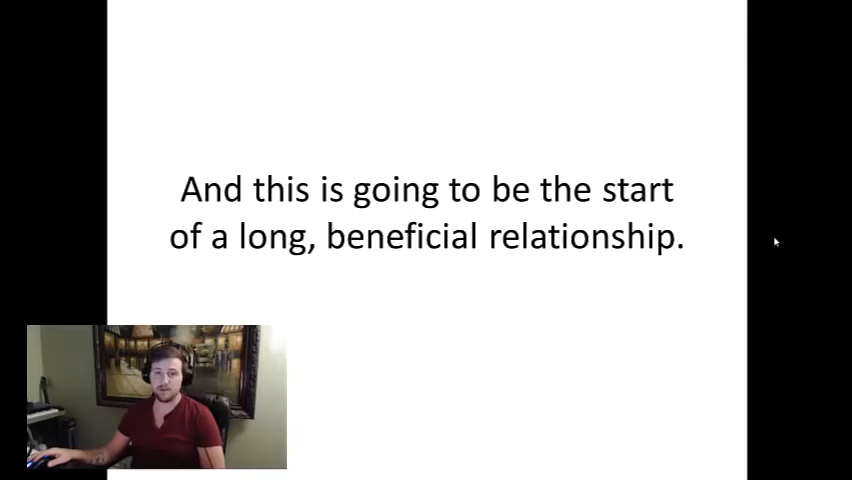 And this is going to be the start
of a long, beneficial relationship.